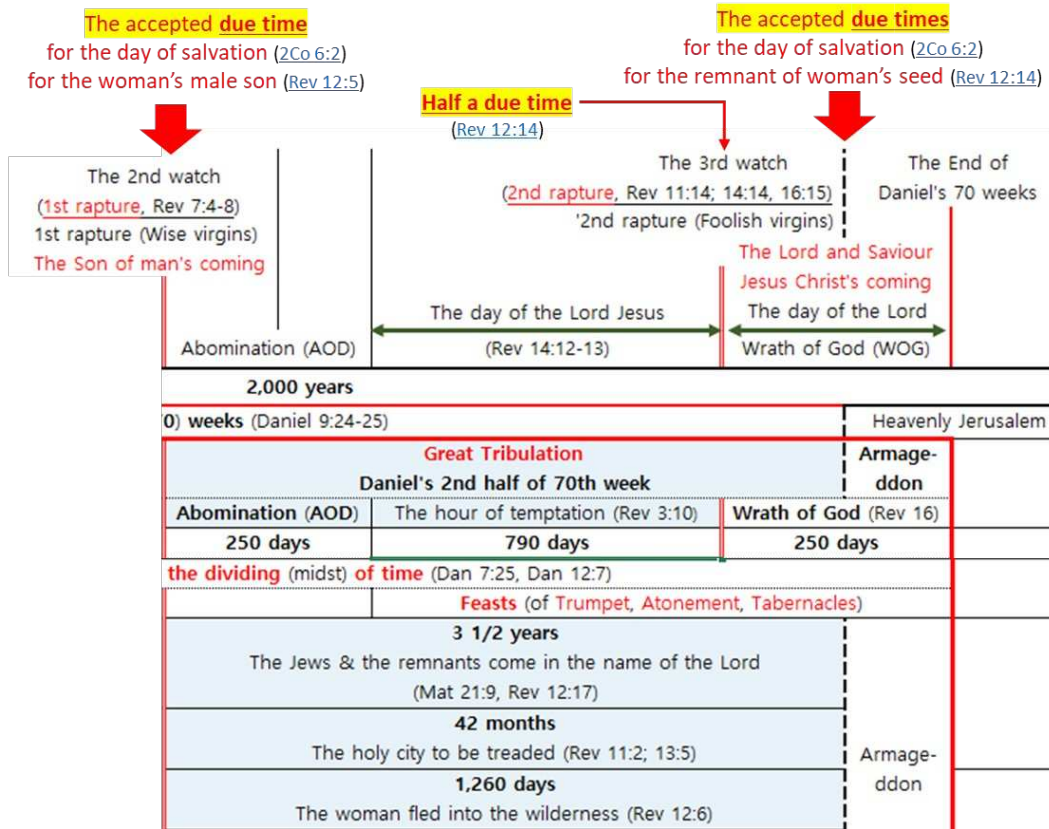 The accepted due time
for the day of salvation (2Co 6:2)
for the woman's male son (Rev 12:5)
The accepted due times
for the day of salvation (2Co 6:2)
for the remnant of woman's seed (Rev 12:14)
Half a due time
(Rev 12:14)
The 2nd watch
(1st rapture, Rev 7:4-8)
1st rapture (Wise virgins)
The Son of man's coming
The 3rd watch
(2nd rapture, Rev 11:14; 14:14, 16:15)
'2nd rapture (Foolish virgins)
The End of
Daniel's 70 weeks
The Lord and Saviour
Jesus Christ's coming
Abomination (AOD)
The day of the Lord Jesus
(Rev 14:12-13)
The day of the Lord
Wrath of God (WOG)
2,000 years
0) weeks (Daniel 9:24-25)
Heavenly Jerusalem
Great Tribulation
Daniel's 2nd half of 70th week
Armage-
ddon
Abomination (AOD)
The hour of temptation (Rev 3:10)
Wrath of God (Rev 16)
250 days
790 days
250 days
the dividing (midst) of time (Dan 7:25, Dan 12:7)
Feasts (of Trumpet, Atonement, Tabernacles)
3 1/2 years
The Jews & the remnants come in the name of the Lord
(Mat 21:9, Rev 12:17)
42 months
The holy city to be treaded (Rev 11:2; 13:5)
1,260 days
The woman fled into the wilderness (Rev 12:6)
Armage-
ddon